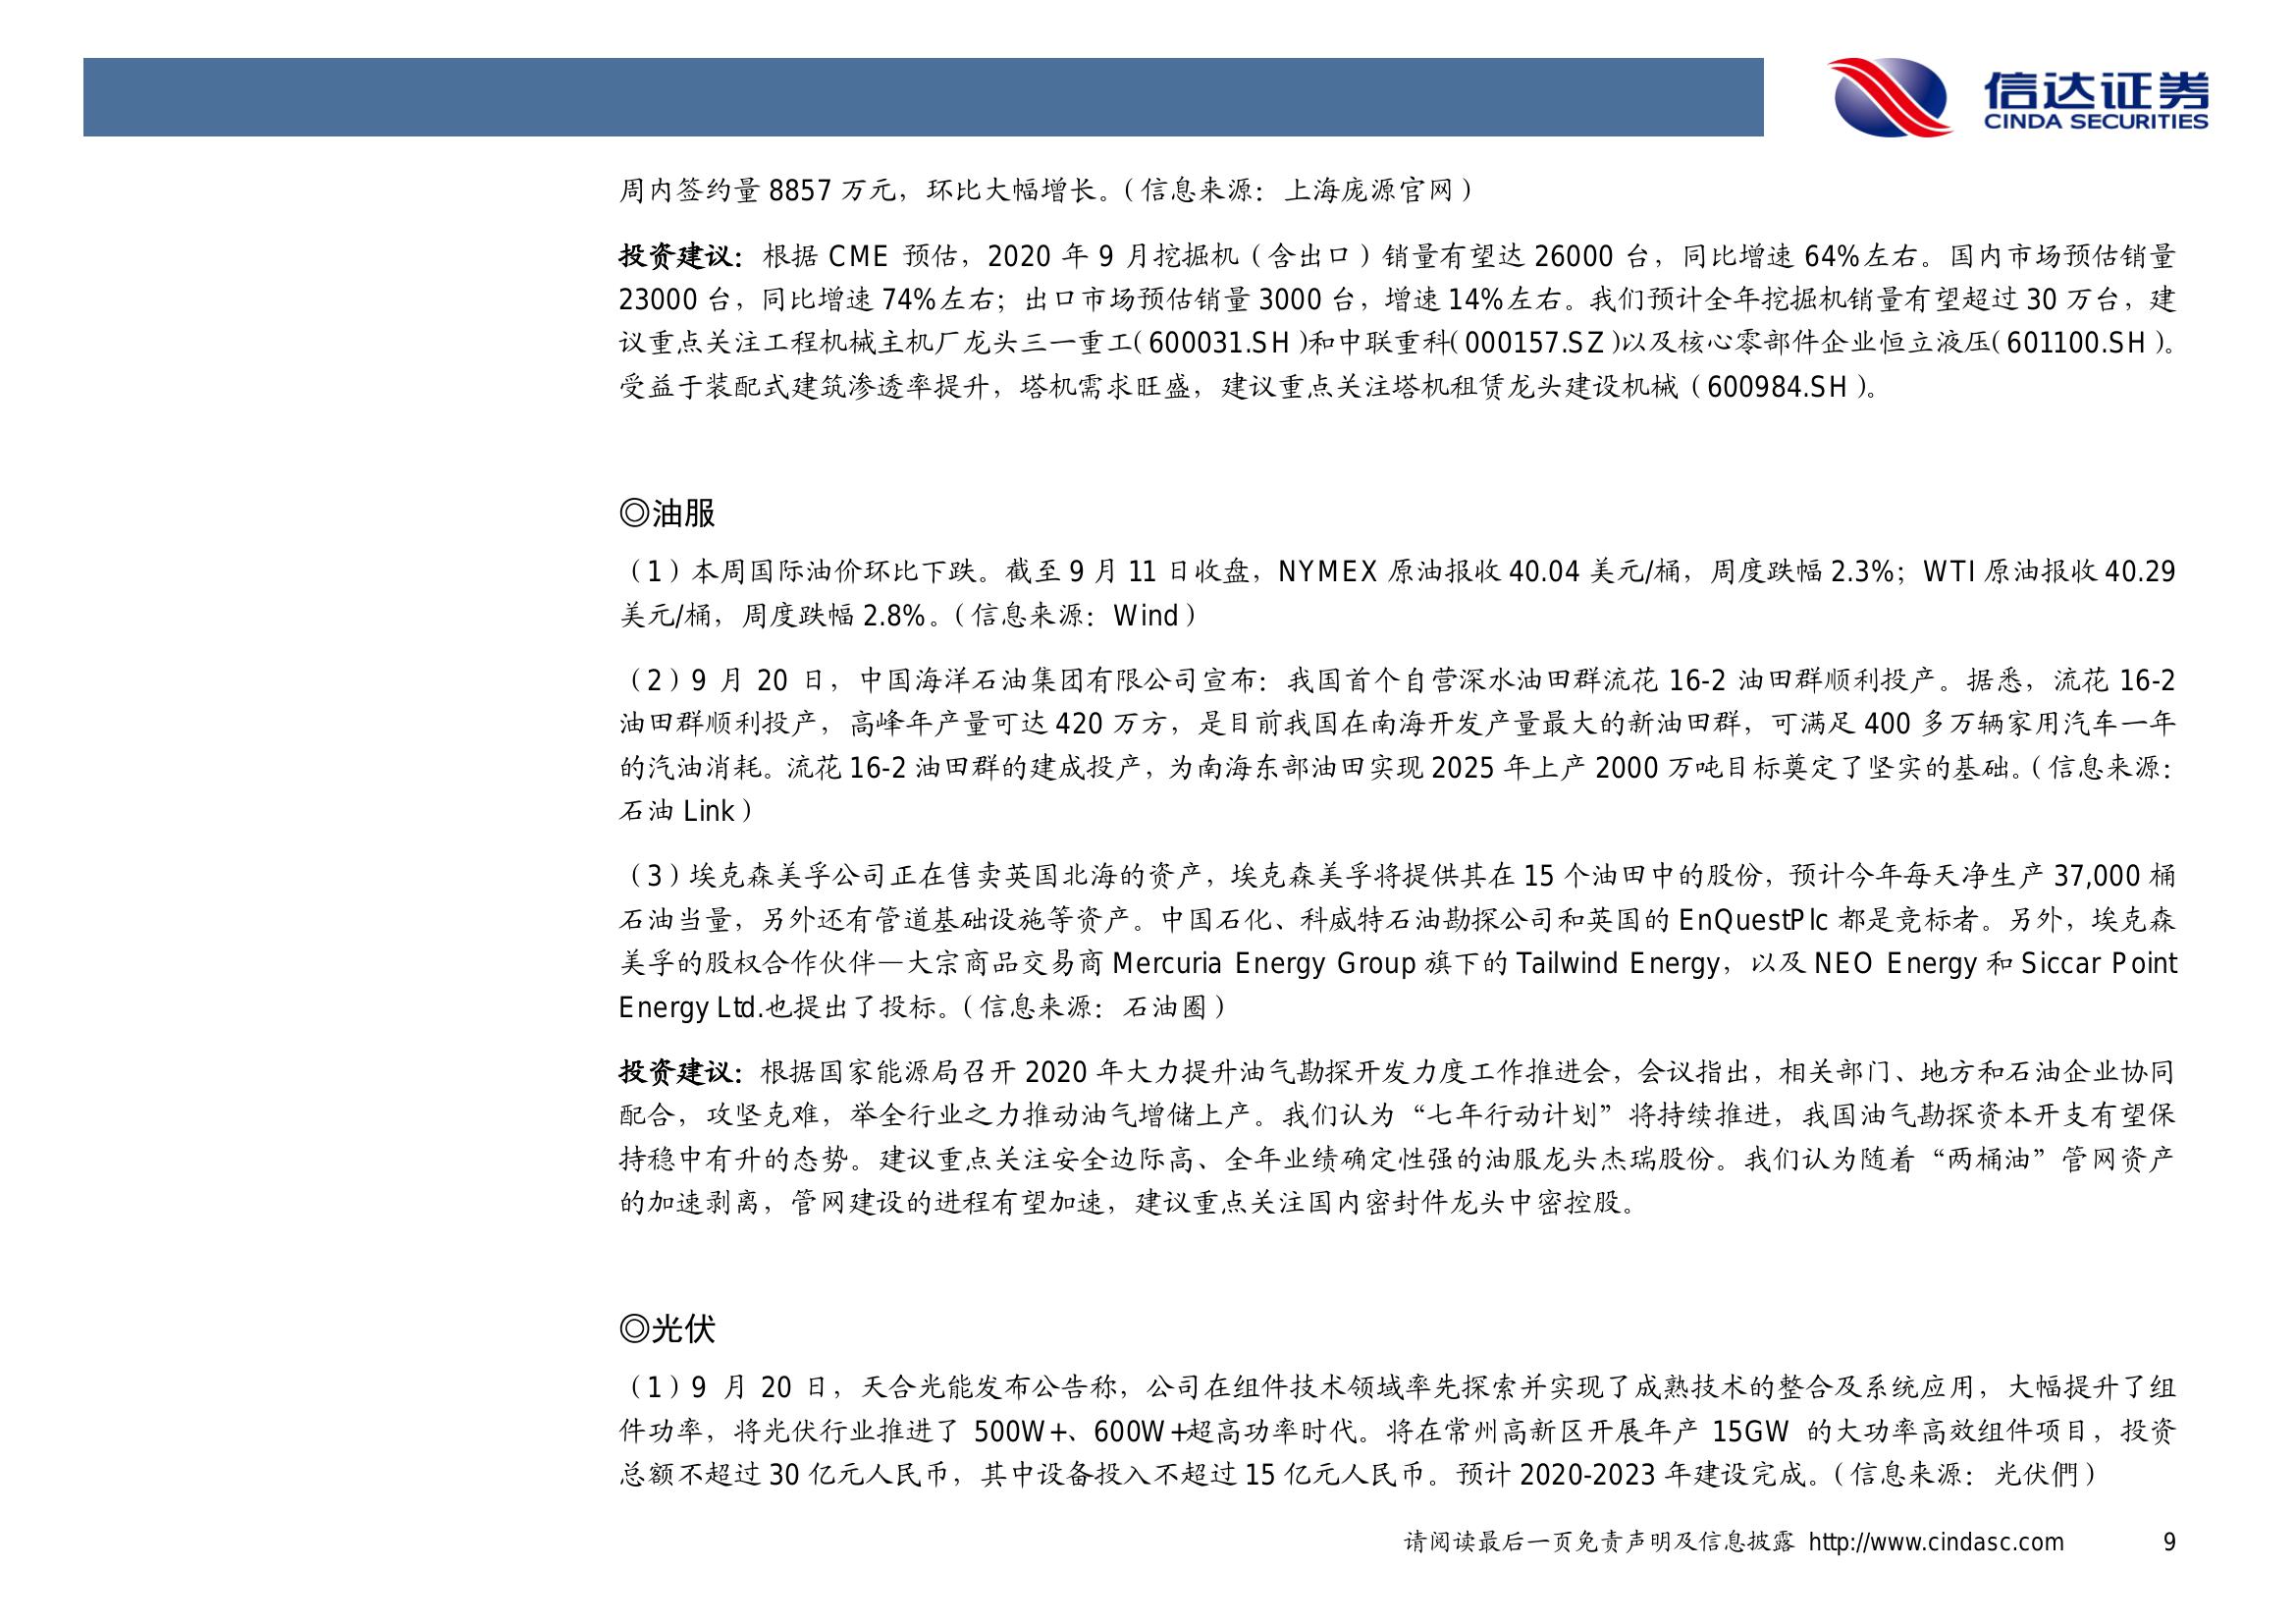 信达证券
CINDA SECURITIES
周内签约量 8857 万元，环比大幅增长。（信息来源：上海庞源官网）
投资建议：根据 CME 预估，2020 年 9 月挖掘机（含出口）销量有望达 26000 台，同比增速 64%左右。国内市场预估销量
23000 台，同比增速 74%左右；出口市场预估销量 3000 台，增速 14%左右。我们预计全年挖掘机销量有望超过 30 万台，建
议重点关注工程机械主机厂龙头三一重工(600031.SH)和中联重科(000157.SZ)以及核心零部件企业恒立液压(601100.SH)。
受益于装配式建筑渗透率提升，塔机需求旺盛，建议重点关注塔机租赁龙头建设机械（600984.SH）。
◎油服
（1）本周国际油价环比下跌。截至 9 月 11 日收盘，NYMEX 原油报收 40.04 美元/桶，周度跌幅 2.3%；WTI 原油报收 40.29
美元/桶，周度跌幅 2.8%。（信息来源：Wind）
（2）9 月 20 日，中国海洋石油集团有限公司宣布：我国首个自营深水油田群流花 16-2 油田群顺利投产。据悉，流花 16-2
油田群顺利投产，高峰年产量可达 420 万方，是目前我国在南海开发产量最大的新油田群，可满足 400 多万辆家用汽车一年
的汽油消耗。流花 16-2 油田群的建成投产，为南海东部油田实现 2025 年上产 2000 万吨目标奠定了坚实的基础。（信息来源：
石油 Link）
（3）埃克森美孚公司正在售卖英国北海的资产，埃克森美孚将提供其在 15 个油田中的股份，预计今年每天净生产 37,000 桶
石油当量，另外还有管道基础设施等资产。中国石化、科威特石油勘探公司和英国的 EnQuestPlc 都是竞标者。另外，埃克森
美孚的股权合作伙伴—大宗商品交易商 Mercuria Energy Group 旗下的 Tailwind Energy，以及 NEO Energy 和 Siccar Point
Energy Ltd.也提出了投标。（信息来源：石油圈）
投资建议：根据国家能源局召开 2020 年大力提升油气勘探开发力度工作推进会，会议指出，相关部门、地方和石油企业协同
配合，攻坚克难，举全行业之力推动油气增储上产。我们认为“七年行动计划”将持续推进，我国油气勘探资本开支有望保
持稳中有升的态势。建议重点关注安全边际高、全年业绩确定性强的油服龙头杰瑞股份。我们认为随着“两桶油”管网资产
的加速剥离，管网建设的进程有望加速，建议重点关注国内密封件龙头中密控股。
◎光伏
（1）9 月 20 日，天合光能发布公告称，公司在组件技术领域率先探索并实现了成熟技术的整合及系统应用，大幅提升了组
件功率，将光伏行业推进了 500W+、600W+超高功率时代。将在常州高新区开展年产 15GW 的大功率高效组件项目，投资
总额不超过 30 亿元人民币，其中设备投入不超过 15 亿元人民币。预计 2020-2023 年建设完成。（信息来源：光伏們）
请阅读最后一页免责声明及信息披露 http://www.cindasc.com 9